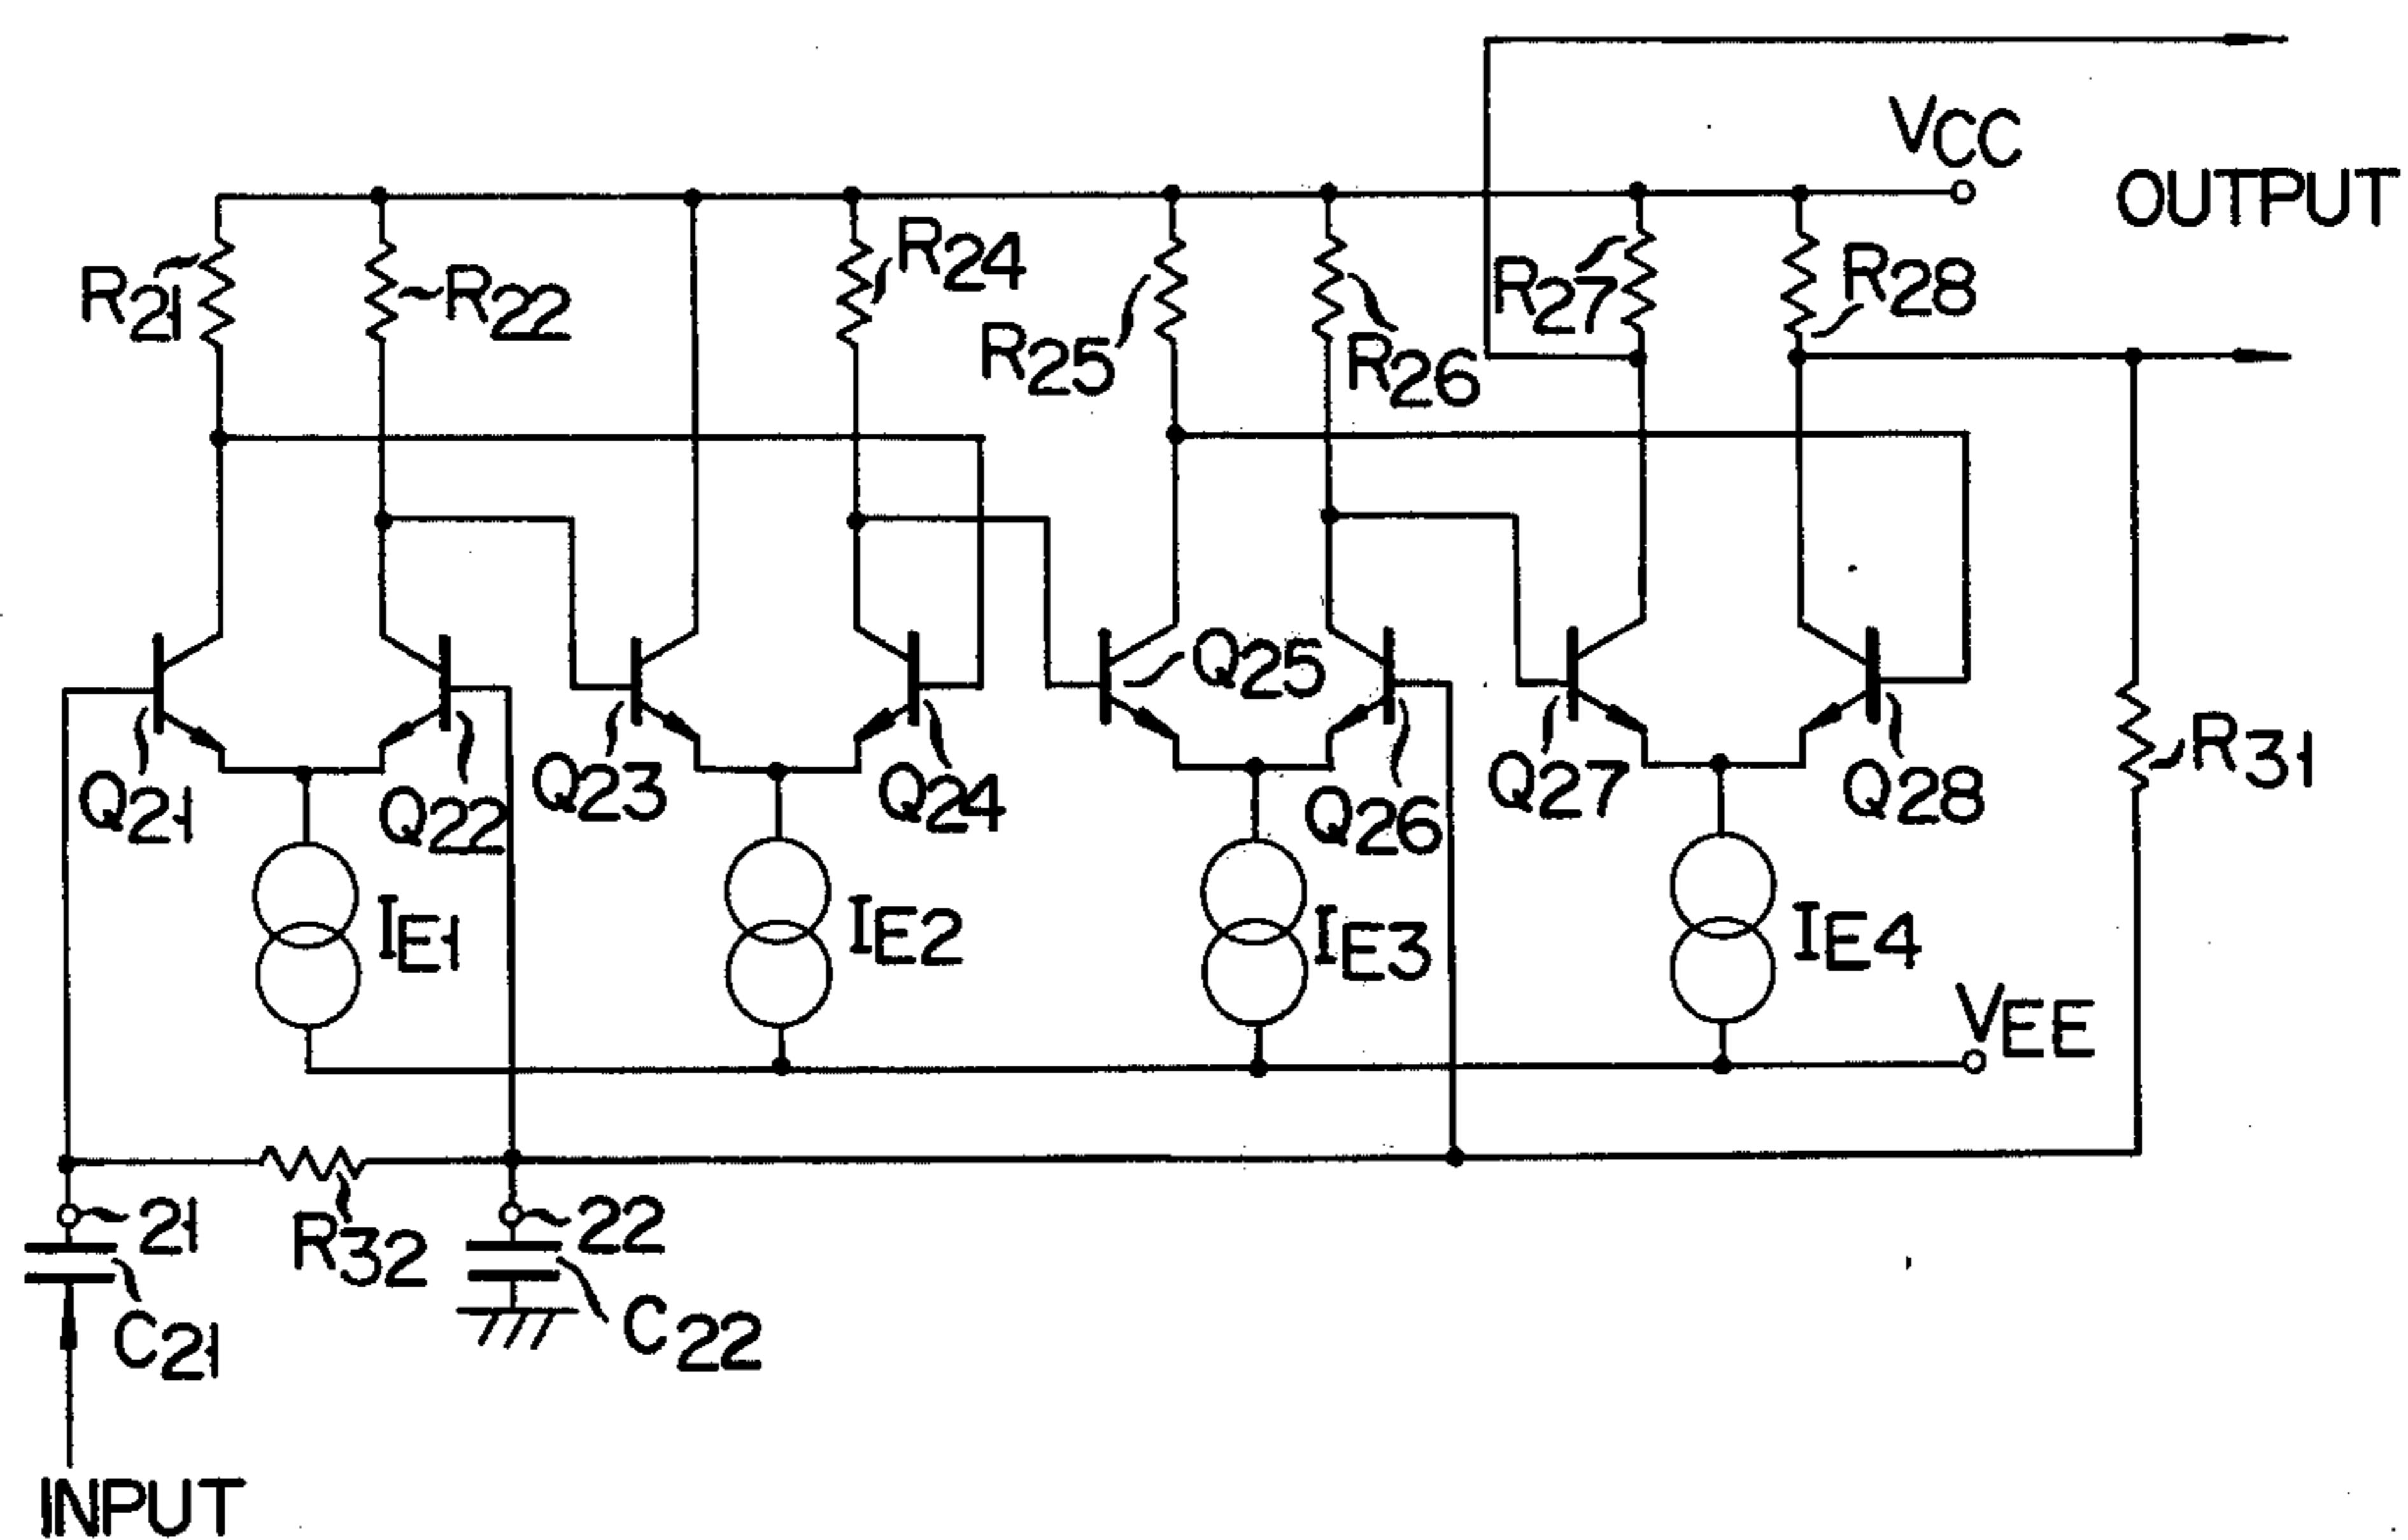 VCC
OUTPUT
R21
R22
R24
R25
R26
R27
R28
Q21
Q22
Q23
Q24
Q25
Q26
Q27
Q28
R31
IE1
IE2
IE3
IE4
VEE
21
R32
22
C21
C22
INPUT